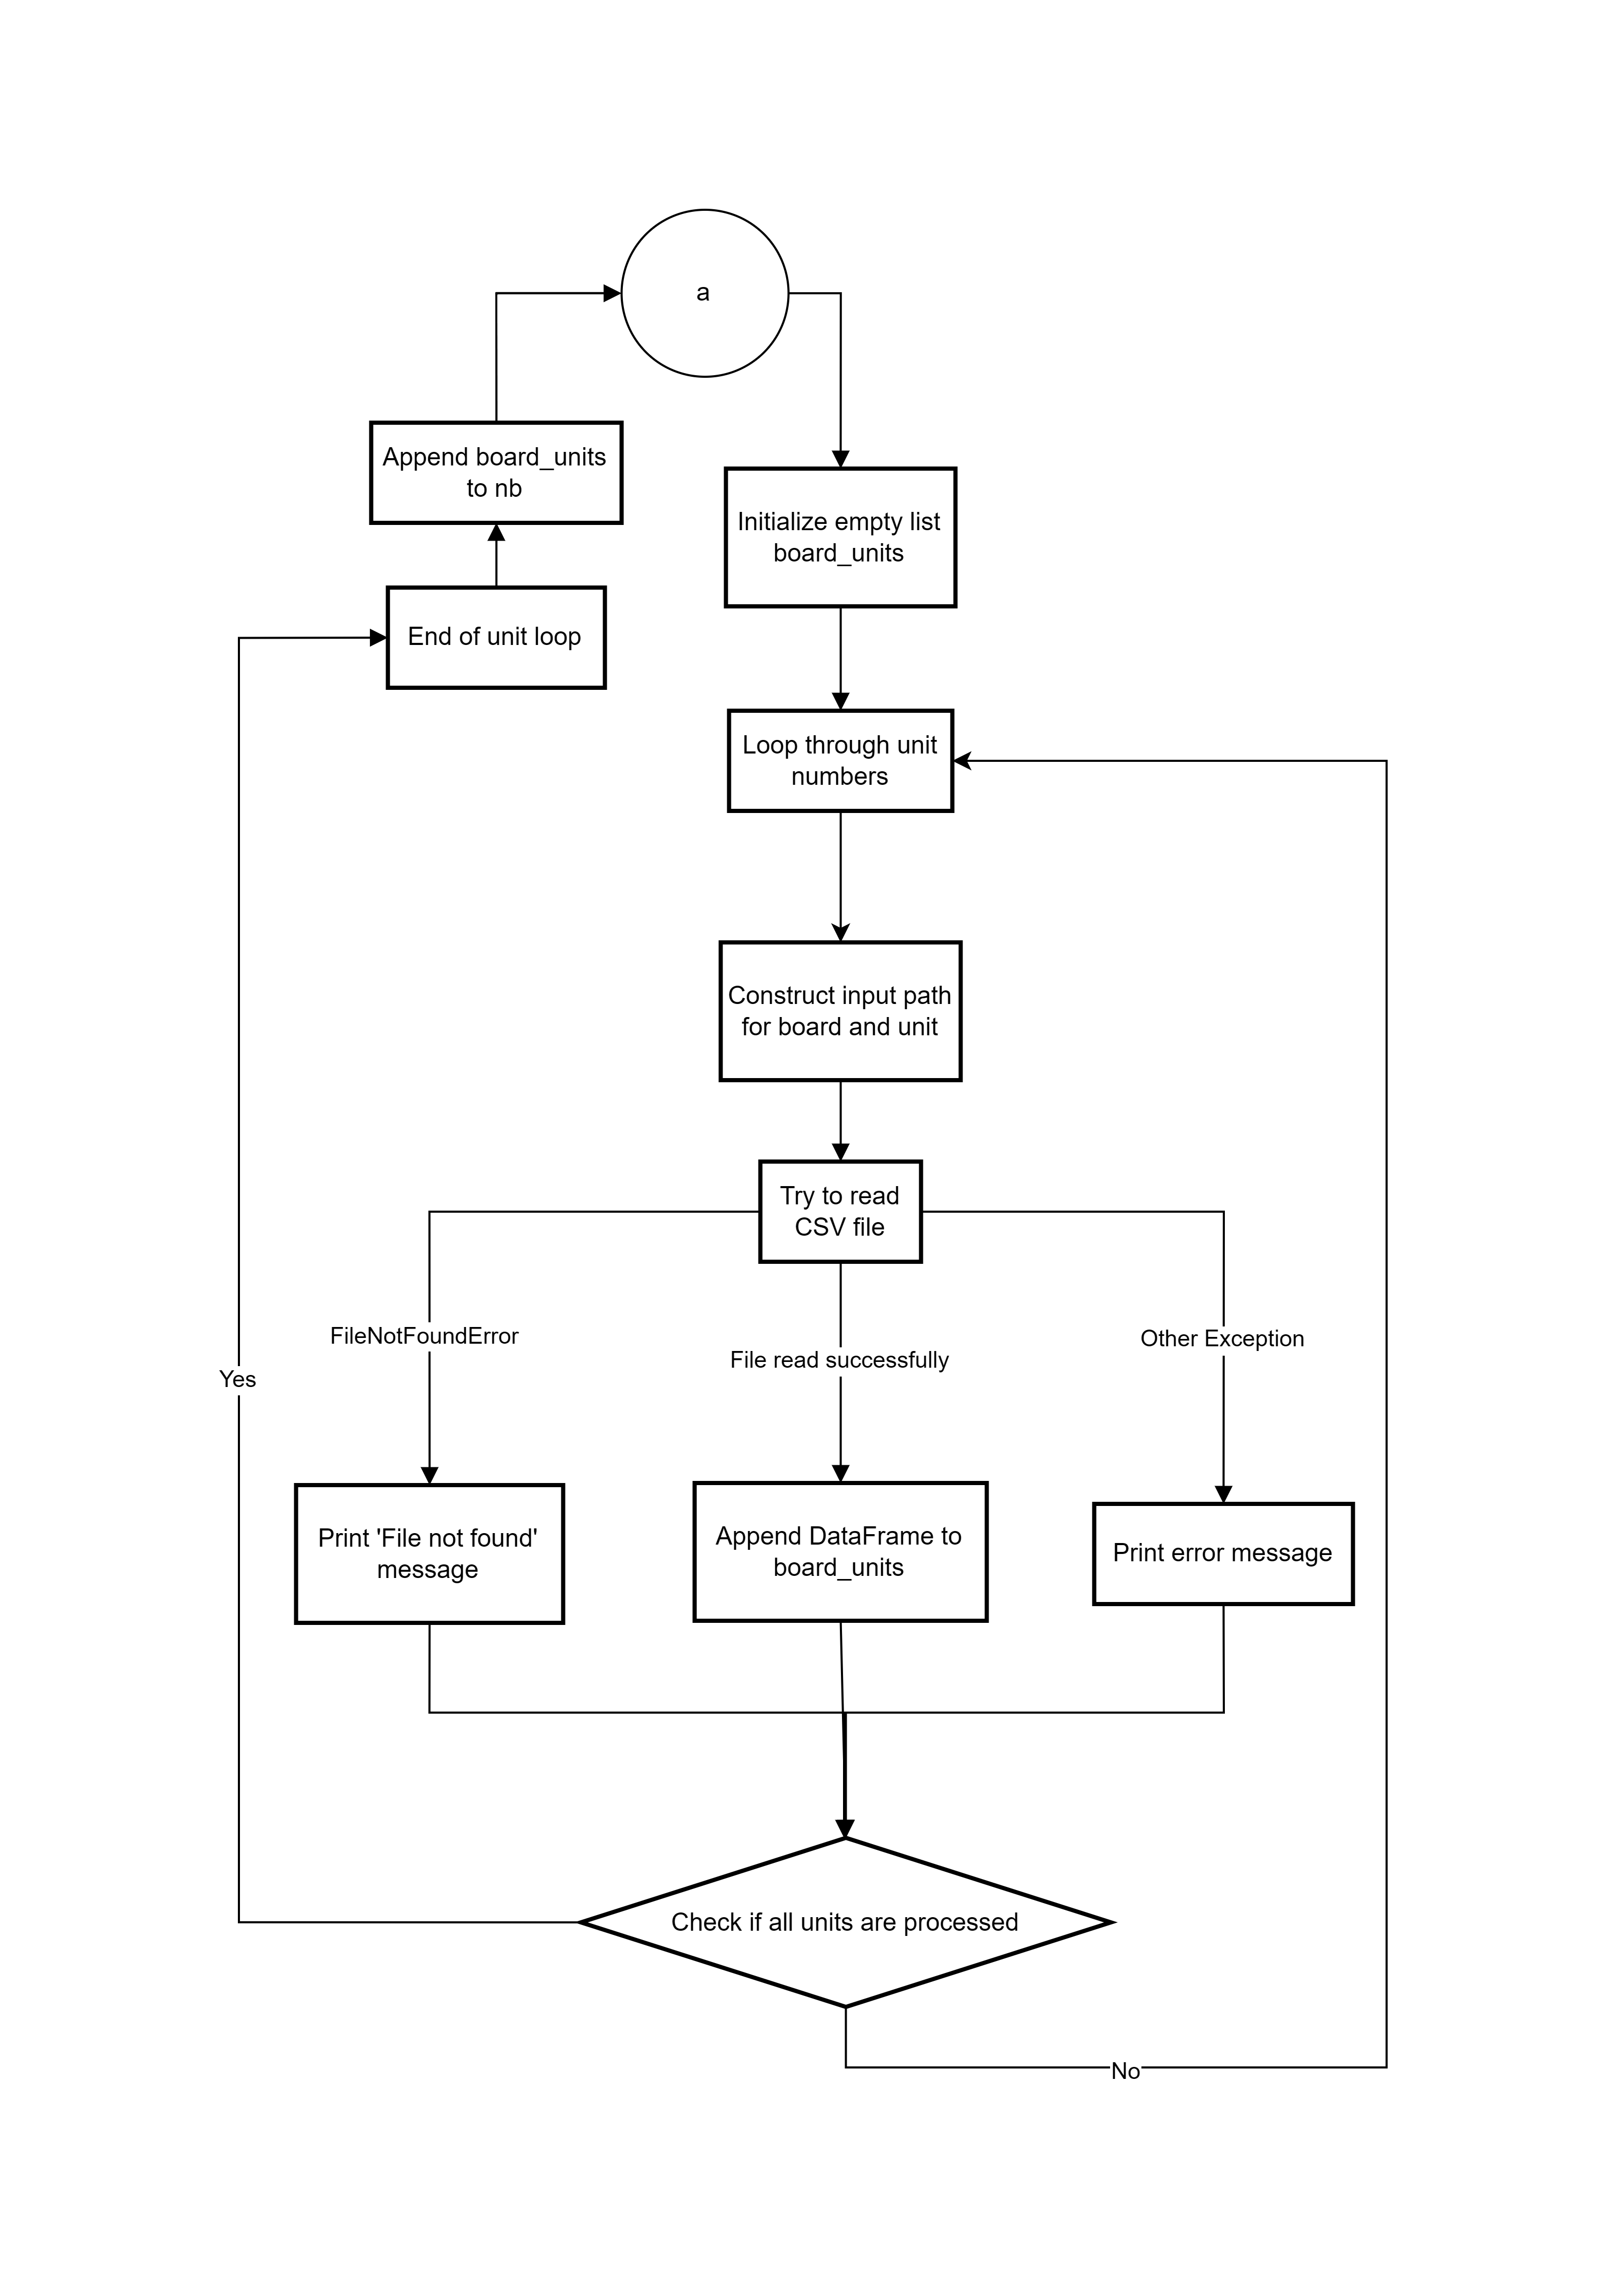 a
Append board_units
to nb
Initialize empty list
board_units
End of unit loop
Loop through unit
numbers
Construct input path
for board and unit
Try to read
CSV file
FileNotFoundError
File read successfully
Other Exception
Yes
Print 'File not found'
message
Append DataFrame to
board_units
Print error message
Check if all units are processed
No